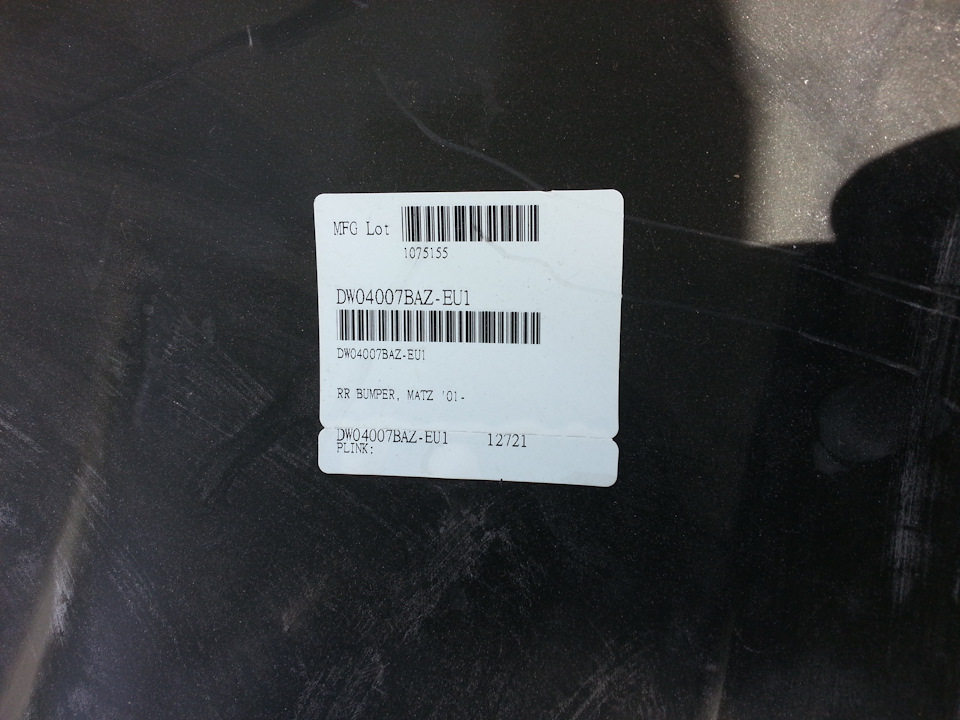 MFG Lot
1075155
DW04007BAZ-EU1
DW04007BAZ-EU1
RR BUMPER, MATZ '01-
DW04007BAZ-EU1 12721
PLINK: